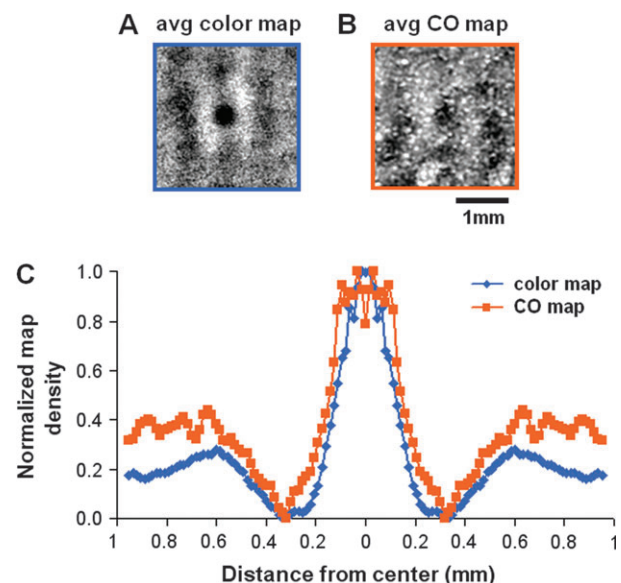 A avg color map
B avg CO map
1mm
C
Normalized map
density
1.0
0.8
0.6
0.4
0.2
0.0
color map
CO map
1 0.8 0.6 0.4 0.2 0 0.2 0.4 0.6 0.8 1
Distance from center (mm)